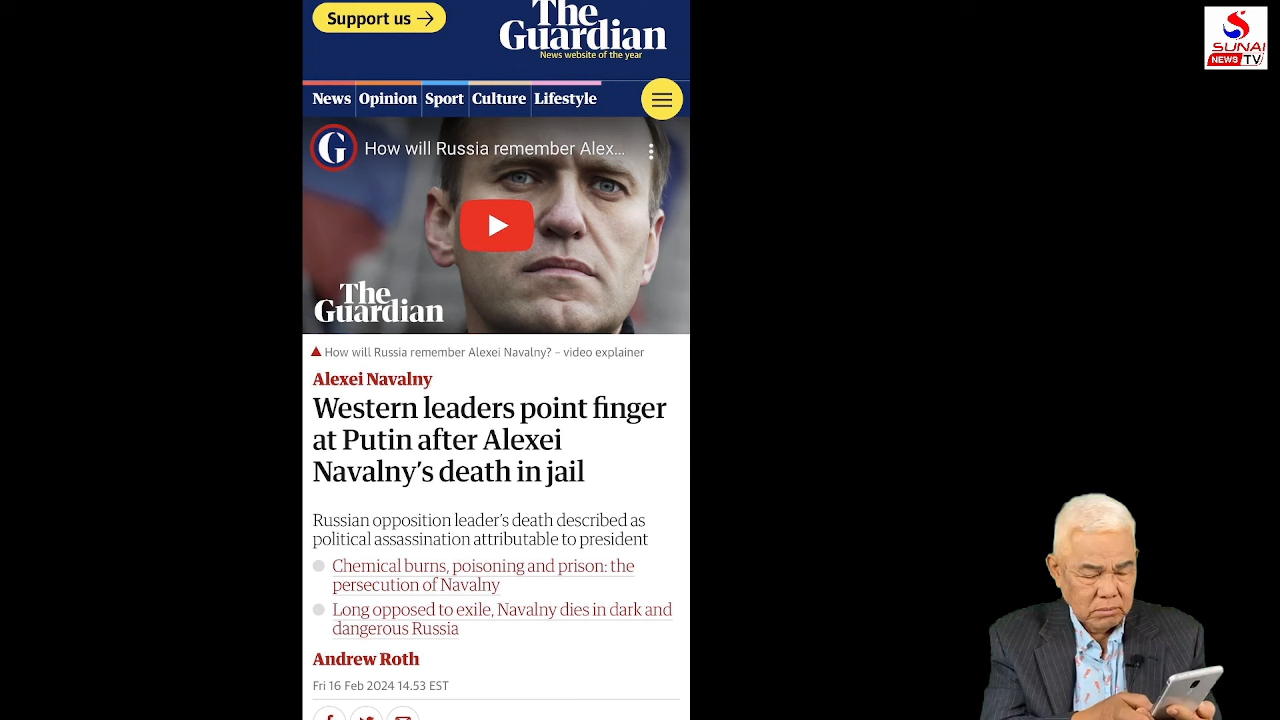 Support us →
The
Guardian
News website of the year
SUNAI
NEWS TV
News Opinion Sport Culture Lifestyle
G How will Russia remember Alex...
The
Guardian
How will Russia remember Alexei Navalny? – video explainer
Alexei Navalny
Western leaders point finger
at Putin after Alexei
Navalny's death in jail
Russian opposition leader's death described as
political assassination attributable to president
Chemical burns, poisoning and prison: the
persecution of Navalny
Long opposed to exile, Navalny dies in dark and
dangerous Russia
Andrew Roth
Fri 16 Feb 2024 14.53 EST